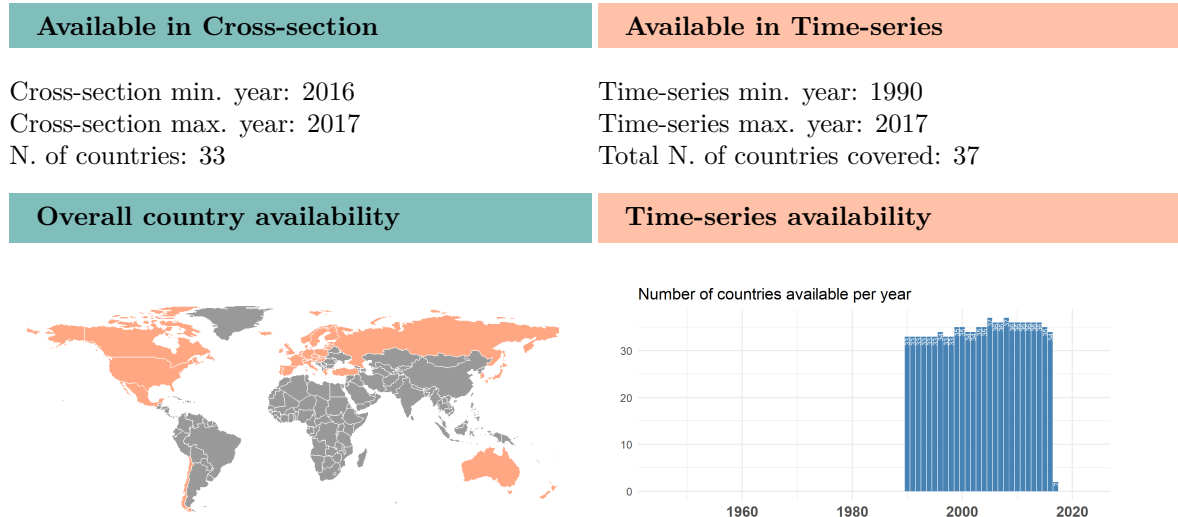 Available in Cross-section
Available in Time-series
Cross-section min. year: 2016
Cross-section max. year: 2017
N. of countries: 33
Time-series min. year: 1990
Time-series max. year: 2017
Total N. of countries covered: 37
Overall country availability
Time-series availability
Number of countries available per year
30
20
10
0
1960
1980
2000
2020